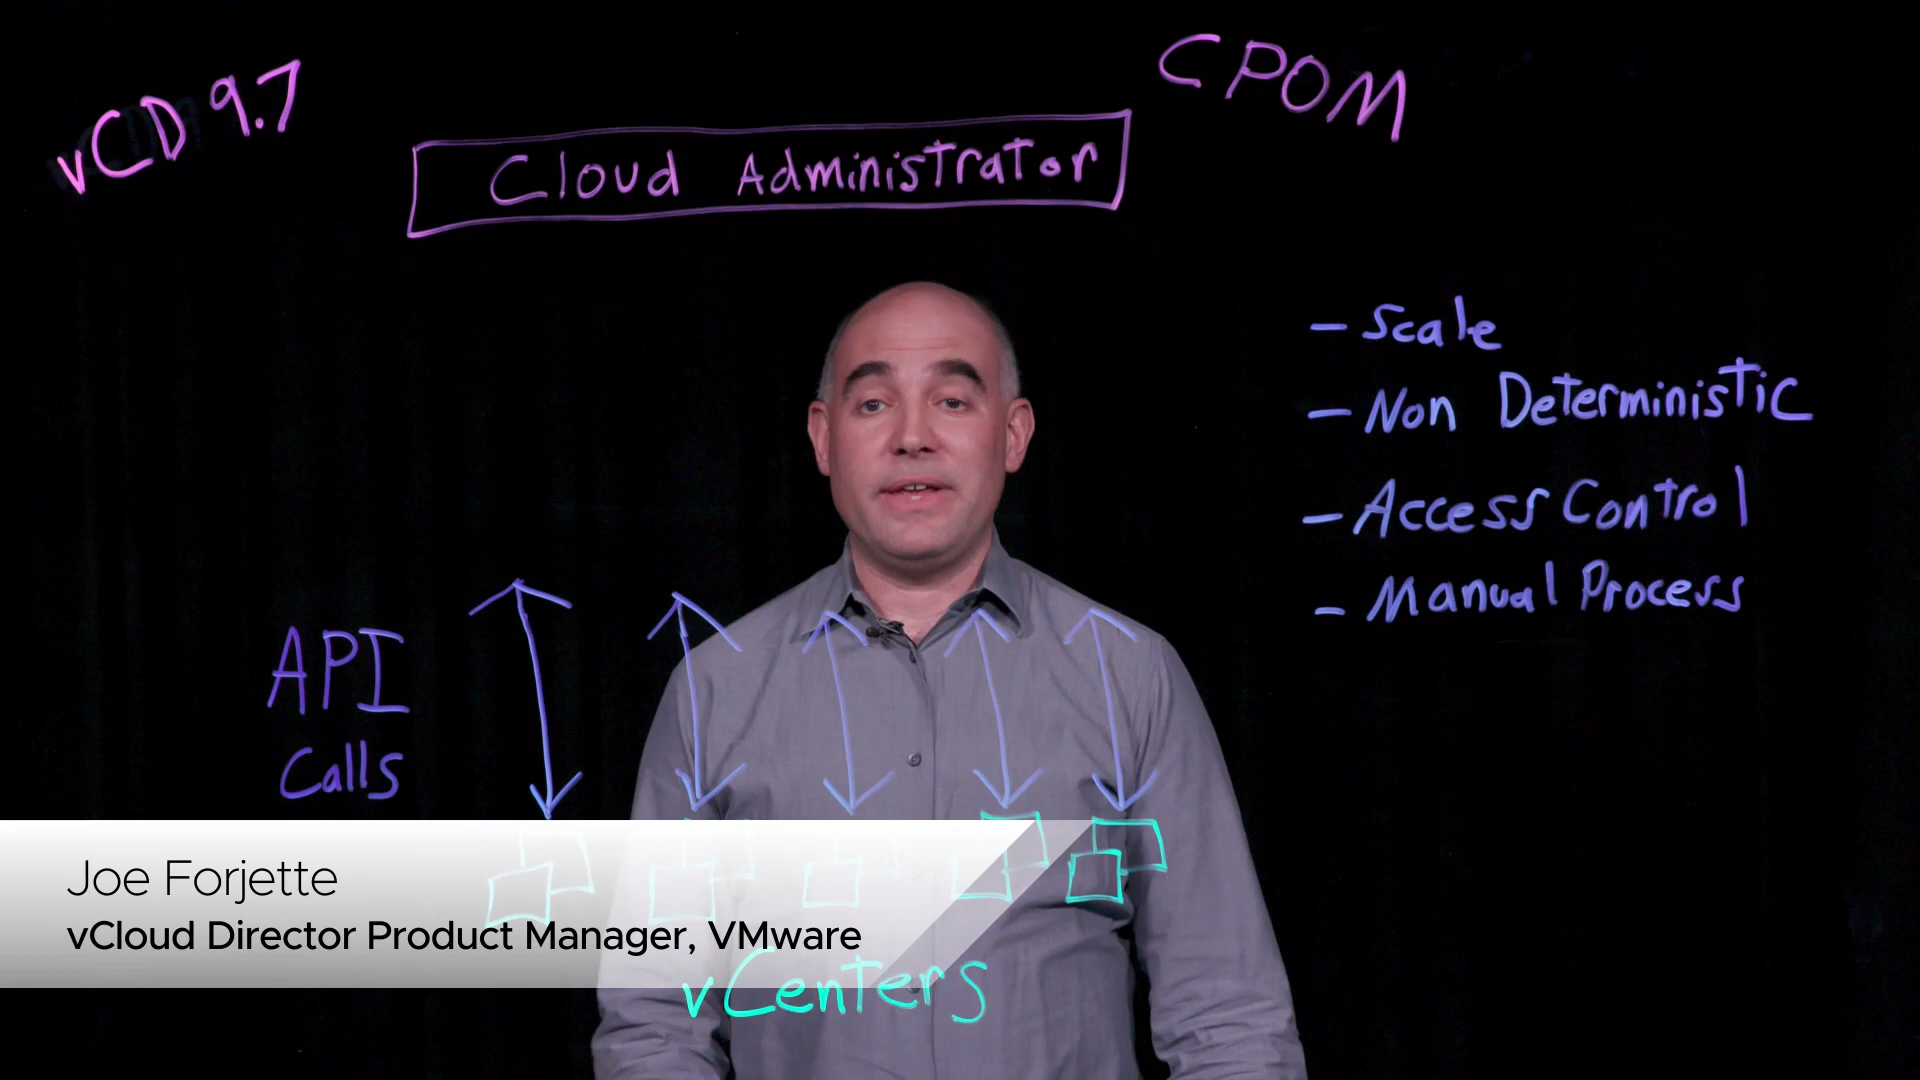 vCD 9.7
CPOM
Cloud Administrator
- Scale
- Non Deterministic
- Access Control
- Manual Process
API
Calls
Joe Forjette
vCloud Director Product Manager, VMware
vCenters